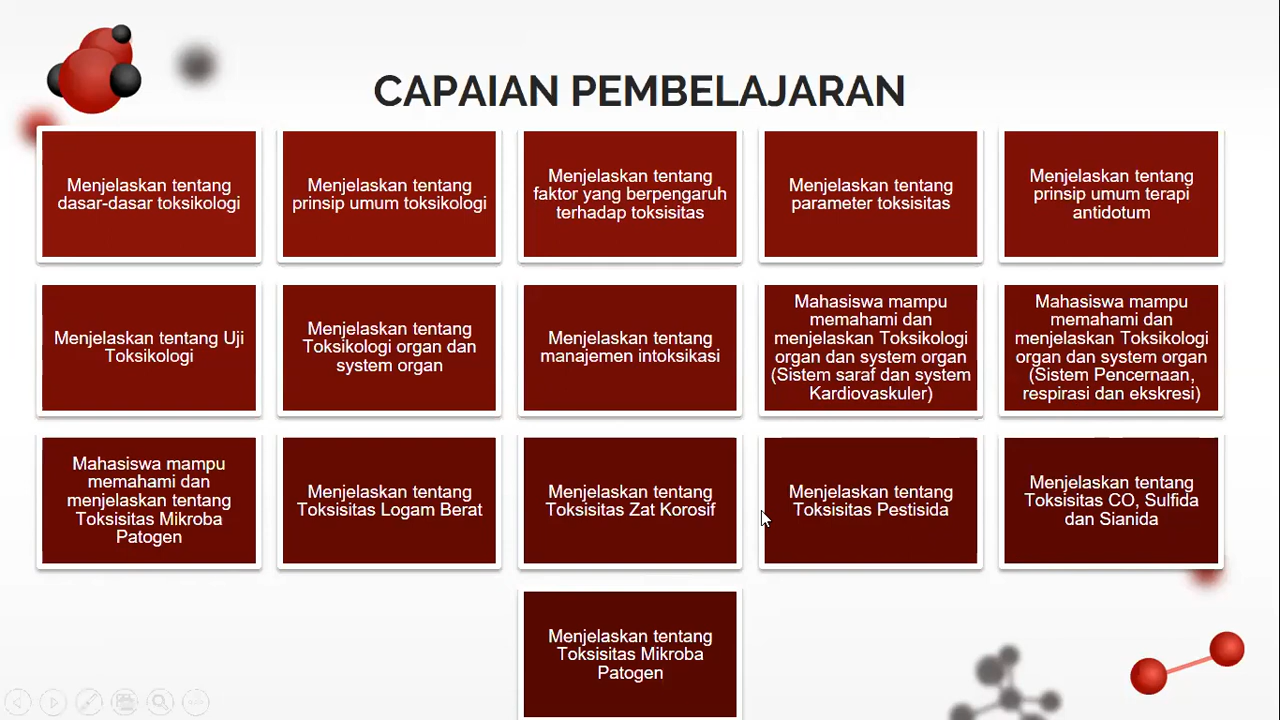 CAPAIAN PEMBELAJARAN
Menjelaskan tentang
dasar-dasar toksikologi
Menjelaskan tentang
prinsip umum toksikologi
Menjelaskan tentang
faktor yang berpengaruh
terhadap toksisitas
Menjelaskan tentang
parameter toksisitas
Menjelaskan tentang
prinsip umum terapi
antidotum
Menjelaskan tentang Uji
Toksikologi
Menjelaskan tentang
Toksikologi organ dan
system organ
Menjelaskan tentang
manajemen intoksikasi
Mahasiswa mampu
memahami dan
menjelaskan Toksikologi
organ dan system organ
(Sistem saraf dan system
Kardiovaskuler)
Mahasiswa mampu
memahami dan
menjelaskan Toksikologi
organ dan system organ
(Sistem Pencernaan,
respirasi dan ekskresi)
Mahasiswa mampu
memahami dan
menjelaskan tentang
Toksisitas Mikroba
Patogen
Menjelaskan tentang
Toksisitas Logam Berat
Menjelaskan tentang
Toksisitas Zat Korosif
Menjelaskan tentang
Toksisitas Pestisida
Menjelaskan tentang
Toksisitas CO, Sulfida
dan Sianida
Menjelaskan tentang
Toksisitas Mikroba
Patogen